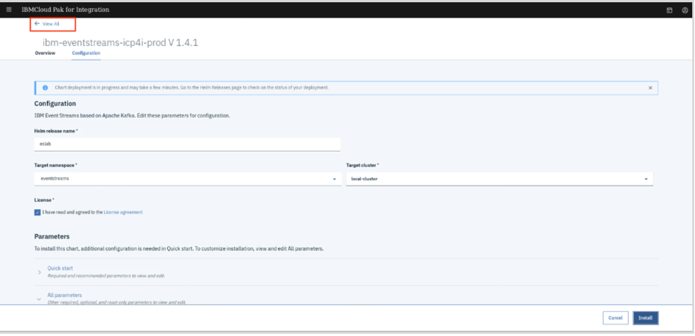 IBMCloud Pak for Integration
← View All
ibm-eventstreams-icp4i-prod V 1.4.1
Overview Configuration
Chart deployment is in progress and may take a few minutes. Go to the Helm Releases page to check on the status of your deployment.
Configuration
IBM Event Streams based on Apache Kafka. Edit these parameters for configuration.
Helm release name *
Target namespace * Target cluster *
eventstreams local-cluster
License *
I have read and agreed to the License agreement
Parameters
To install this chart, additional configuration is needed in Quick start. To customize installation, view and edit All parameters.
Quick start
Required and recommended parameters to view and edit.
All parameters
Other required, optional, and read-only parameters to view and edit.
Cancel Install